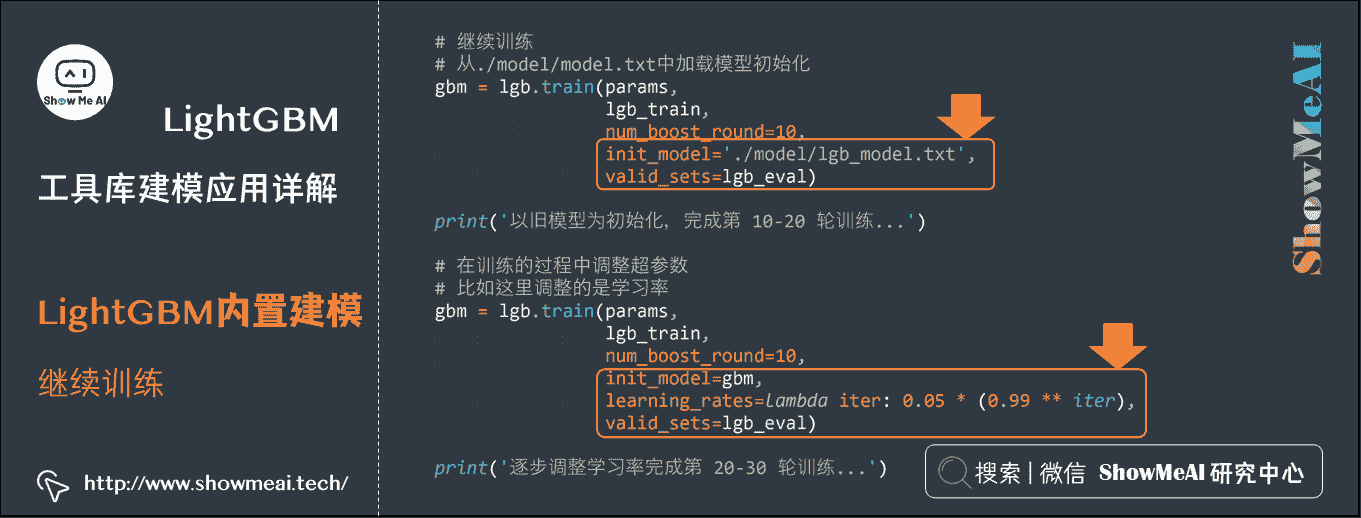 Show Me AI
LightGBM
工具库建模应用详解
LightGBM内置建模
继续训练
http://www.showmeai.tech/
# 继续训练
# 从./model/model.txt中加载模型初始化
gbm = lgb.train(params,
lgb_train,
num_boost_round=10,
init_model='./model/lgb_model.txt',
valid_sets=lgb_eval)
print('以旧模型为初始化, 完成第 10-20 轮训练...')
# 在训练的过程中调整超参数
# 比如这里调整的是学习率
gbm = lgb.train(params,
lgb_train,
num_boost_round=10,
init_model=gbm,
learning_rates=lambda iter: 0.05 * (0.99 ** iter),
valid_sets=lgb_eval)
print('逐步调整学习率完成第 20-30 轮训练...')
ShowMeAI
搜索|微信 ShowMeAI 研究中心